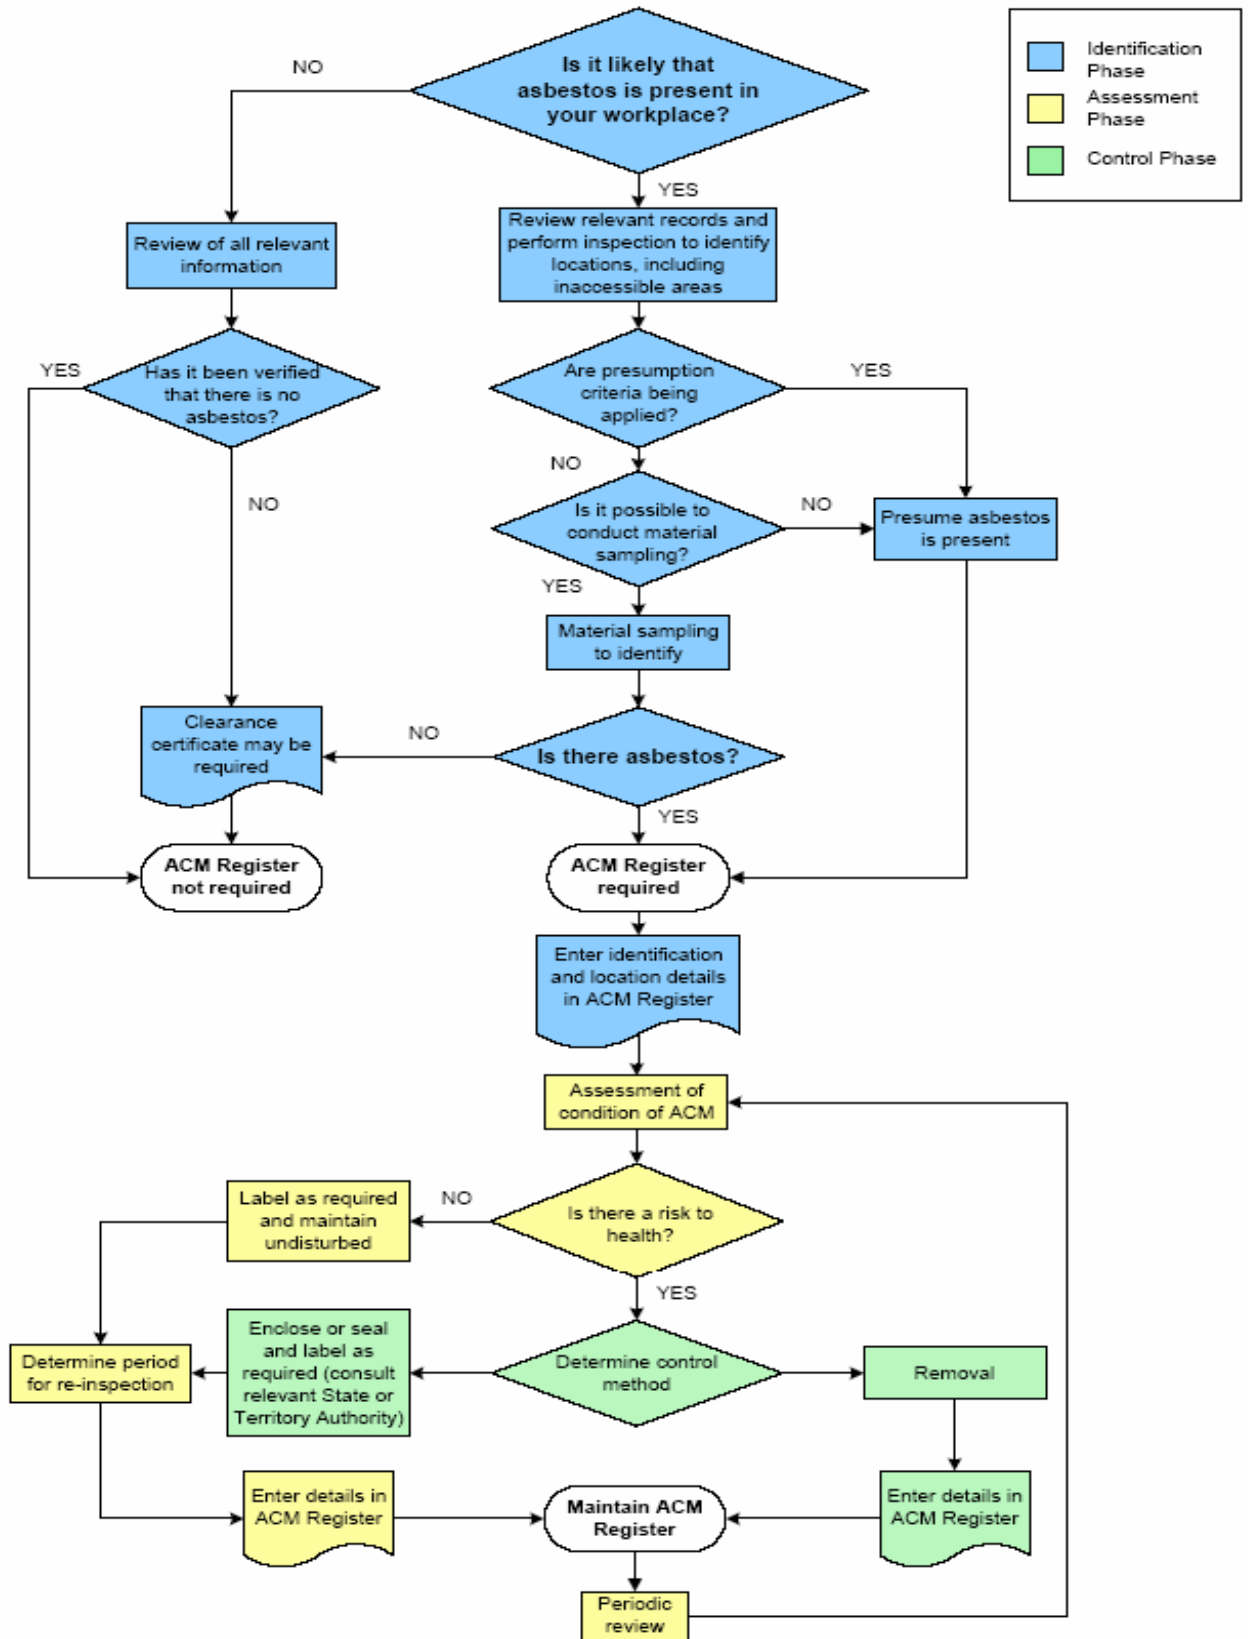 Is it likely that
asbestos is present in
your workplace?
NO
YES
Identification
Phase
Assessment
Phase
Control Phase
Review of all relevant
information
Review relevant records and
perform inspection to identify
locations, including
inaccessible areas
YES
Has it been verified
that there is no
asbestos?
NO
Are presumption
criteria being
applied?
YES
NO
Is it possible to
conduct material
sampling?
NO
Presume asbestos
is present
YES
Material sampling
to identify
Clearance
certificate may be
required
NO
Is there asbestos?
YES
ACM Register
not required
ACM Register
required
Enter identification
and location details
in ACM Register
Assessment of
condition of ACM
Label as required
and maintain
undisturbed
NO
Is there a risk to
health?
YES
Determine period
for re-inspection
Enclose or seal
and label as
required (consult
relevant State or
Territory Authority)
Determine control
method
Removal
Enter details in
ACM Register
Maintain ACM
Register
Enter details in
ACM Register
Periodic
review